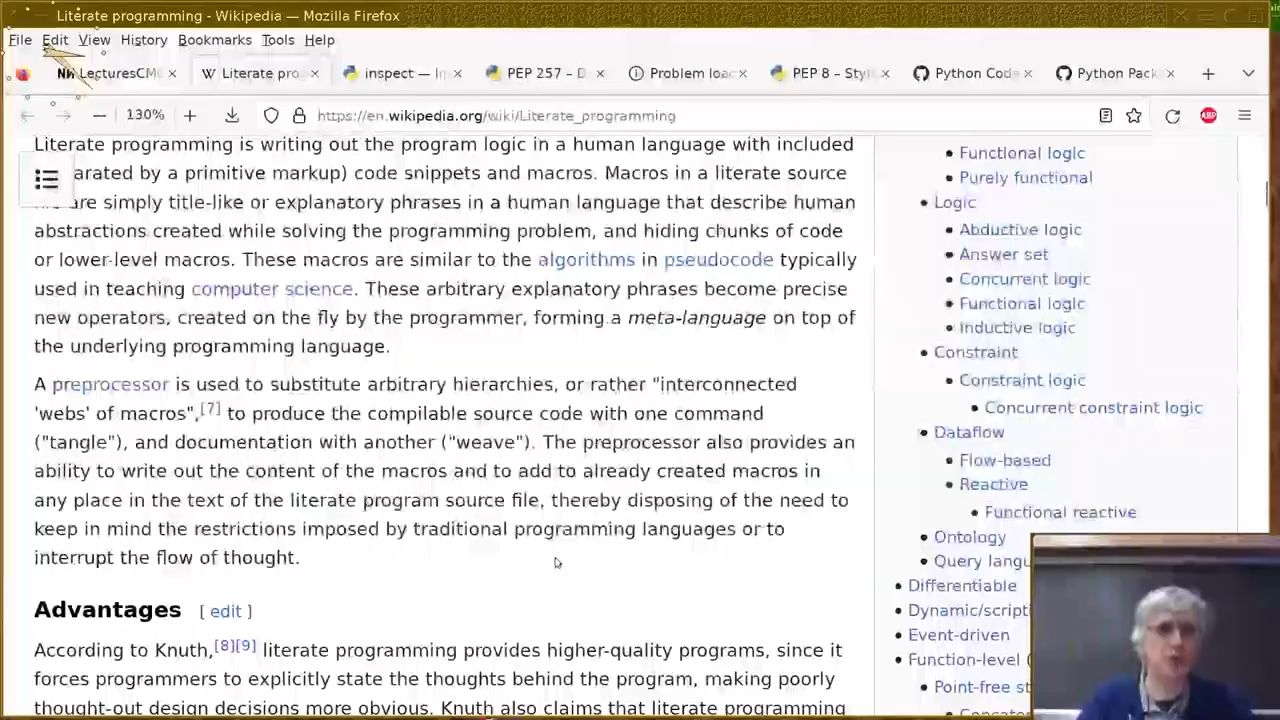 Literate programming - Wikipedia — Mozilla Firefox
File Edit View History Bookmarks Tools Help
LecturesCM
W Literate pro
inspect — In
PEP 257 – D
Problem loa
PEP 8 – Styl
Python Code
Python Pack
130%
https://en.wikipedia.org/wiki/Literate_programming
ABP
Literate programming is writing out the program logic in a human language with included
arated by a primitive markup) code snippets and macros. Macros in a literate source
are simply title-like or explanatory phrases in a human language that describe human
abstractions created while solving the programming problem, and hiding chunks of code
or lower-level macros. These macros are similar to the algorithms in pseudocode typically
used in teaching computer science. These arbitrary explanatory phrases become precise
new operators, created on the fly by the programmer, forming a meta-language on top of
the underlying programming language.
A preprocessor is used to substitute arbitrary hierarchies, or rather "interconnected
'webs' of macros",[7] to produce the compilable source code with one command
("tangle"), and documentation with another ("weave"). The preprocessor also provides an
ability to write out the content of the macros and to add to already created macros in
any place in the text of the literate program source file, thereby disposing of the need to
keep in mind the restrictions imposed by traditional programming languages or to
interrupt the flow of thought.
Advantages [ edit ]
According to Knuth,[8][9] literate programming provides higher-quality programs, since it
forces programmers to explicitly state the thoughts behind the program, making poorly
thought-out design decisions more obvious. Knuth also claims that literate programming
Functional logic
Purely functional
Logic
Abductive logic
Answer set
Concurrent logic
Functional logic
Inductive logic
Constraint
Constraint logic
Concurrent constraint logic
Dataflow
Flow-based
Reactive
Functional reactive
Ontology
Query langu
Differentiable
Dynamic/scripti
Event-driven
Function-level (
Point-free st
Concate